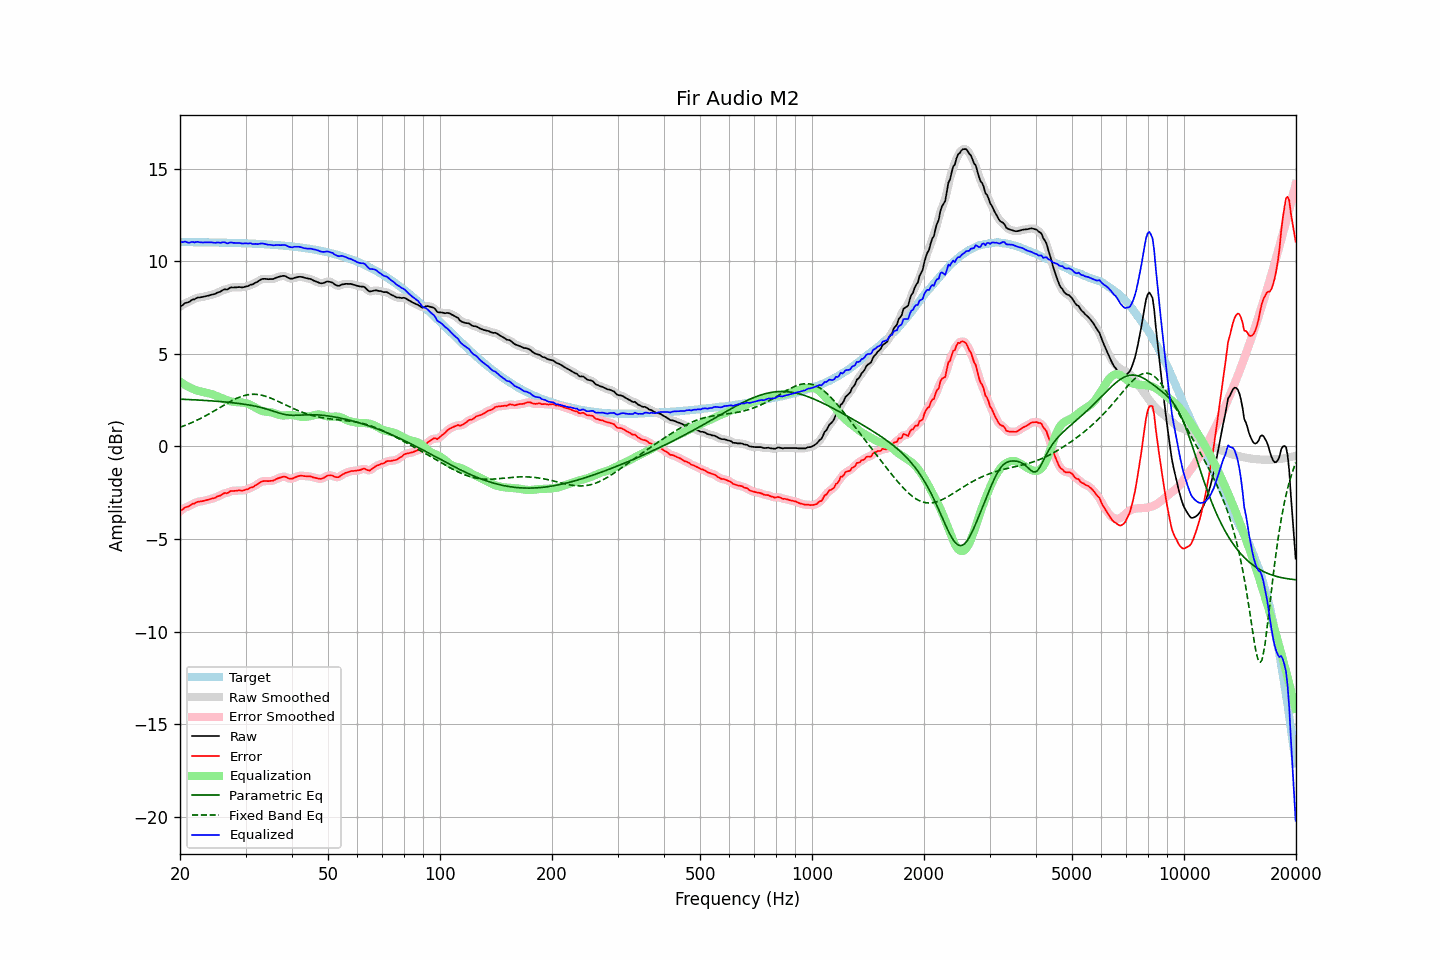 Fir Audio M2
Amplitude (dBr)
15
10
5
0
−5
−10
−15
−20
Target
Raw Smoothed
Error Smoothed
Raw
Error
Equalization
Parametric Eq
Fixed Band Eq
Equalized
20 50 100 200 500 1000 2000 5000 10000 20000
Frequency (Hz)